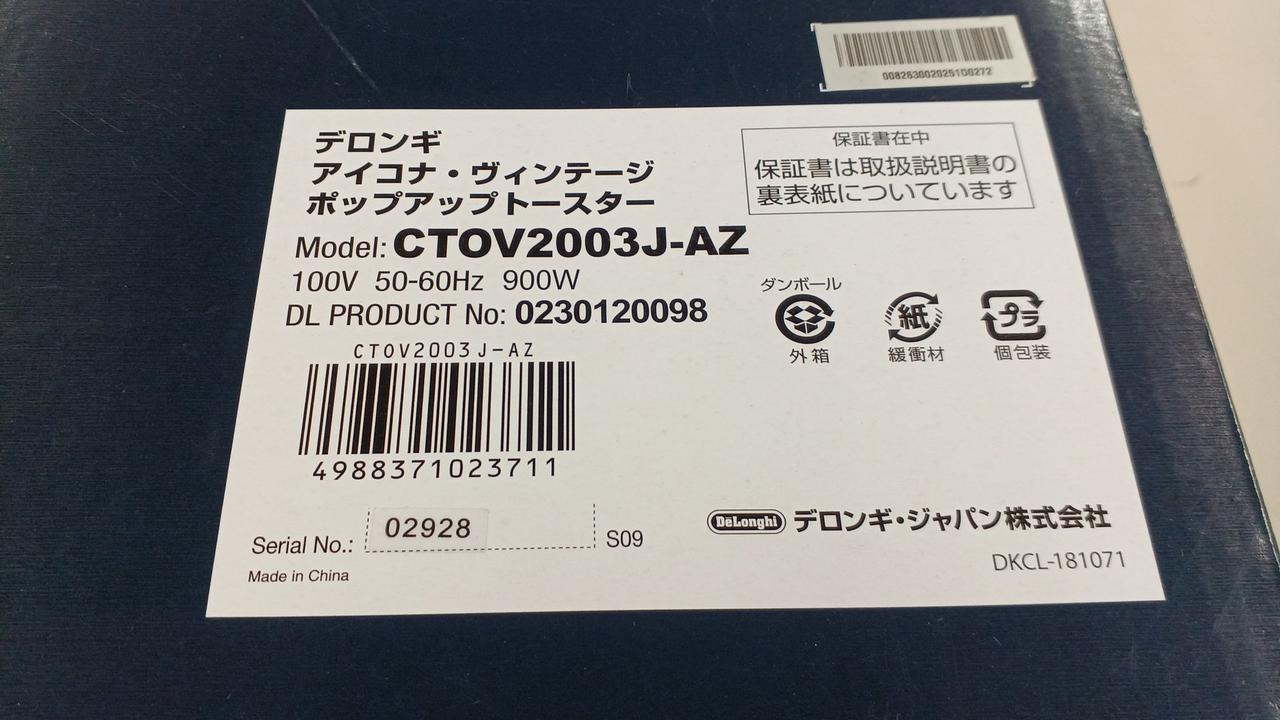 008263002025100272
デロンギ
アイコナ・ヴィンテージ
ポップアップトースター
Model: CTOV2003J-AZ
100V 50-60Hz 900W
DL PRODUCT No: 0230120098
CTOV2003J-AZ
4988371023711
保証書在中
保証書は取扱説明書の
裏表紙についています
ダンボール
外箱
紙
緩衝材
プラ
個包装
Serial No.: 02928 S09
Made in China
DeLonghi デロンギ・ジャパン株式会社
DKCL-181071